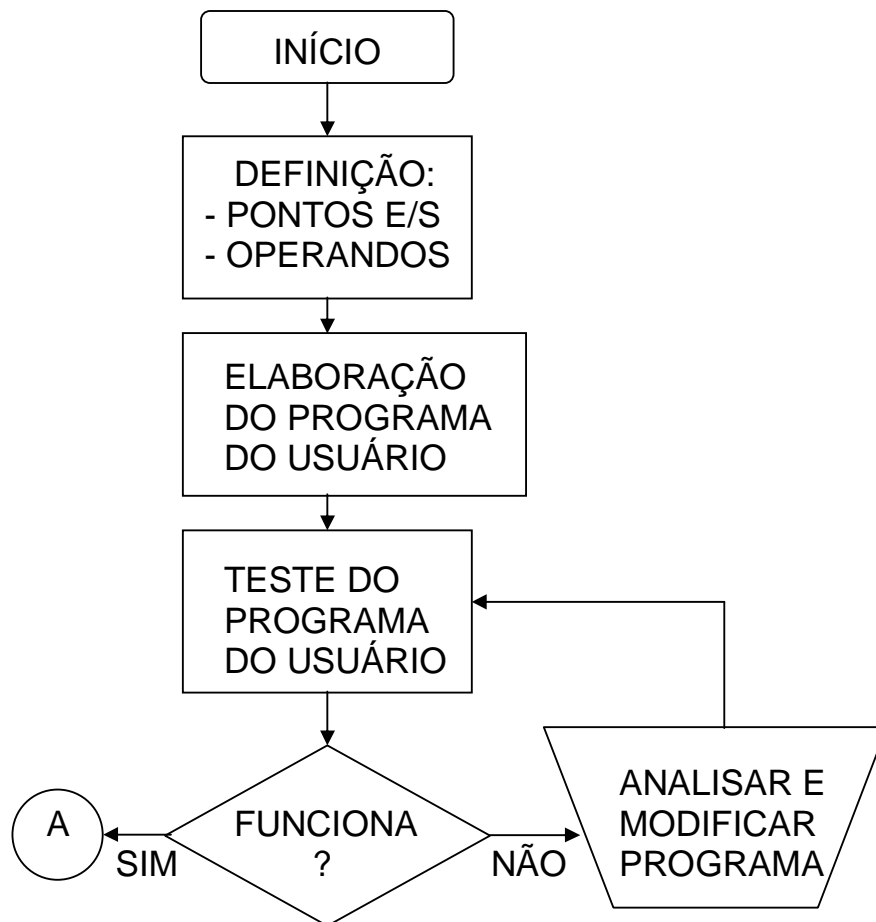 INÍCIO
DEFINIÇÃO:
- PONTOS E/S
- OPERANDOS
ELABORAÇÃO
DO PROGRAMA
DO USUÁRIO
TESTE DO
PROGRAMA
DO USUÁRIO
FUNCIONA
?
A
SIM
NÃO
ANALISAR E
MODIFICAR
PROGRAMA